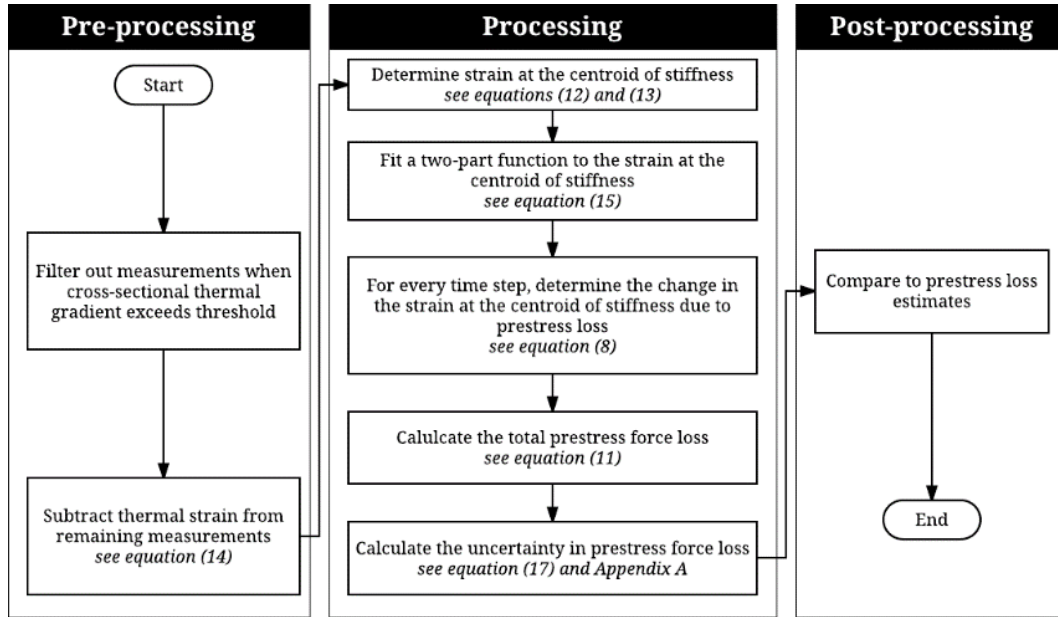 Pre-processing
Start
Filter out measurements when
cross-sectional thermal
gradient exceeds threshold
Subtract thermal strain from
remaining measurements
see equation (14)
Processing
Determine strain at the centroid of stiffness
see equations (12) and (13)
Fit a two-part function to the strain at the
centroid of stiffness
see equation (15)
For every time step, determine the change in
the strain at the centroid of stiffness due to
prestress loss
see equation (8)
Calulcate the total prestress force loss
see equation (11)
Calculate the uncertainty in prestress force loss
see equation (17) and Appendix A
Post-processing
Compare to prestress loss
estimates
End